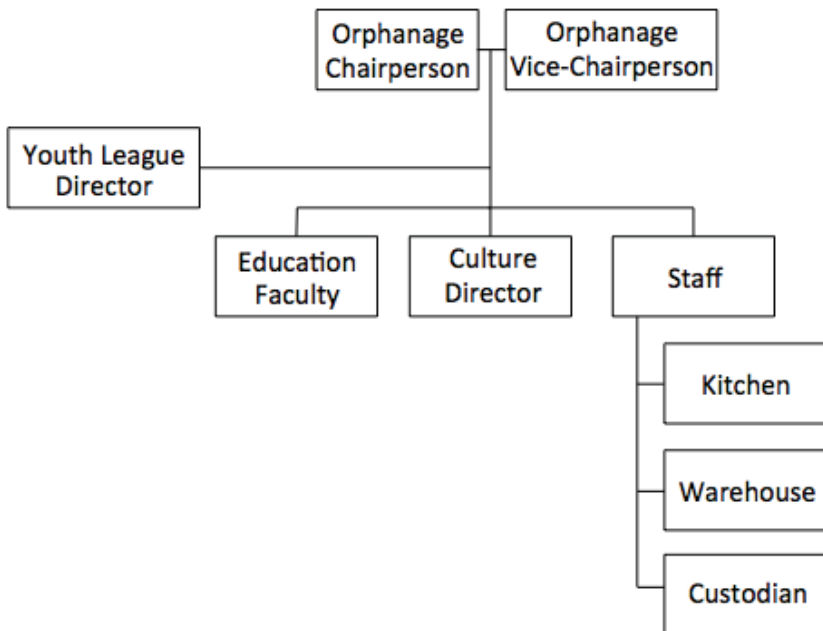 Orphanage
Chairperson
Orphanage
Vice-Chairperson
Youth League
Director
Education
Faculty
Culture
Director
Staff
Kitchen
Warehouse
Custodian